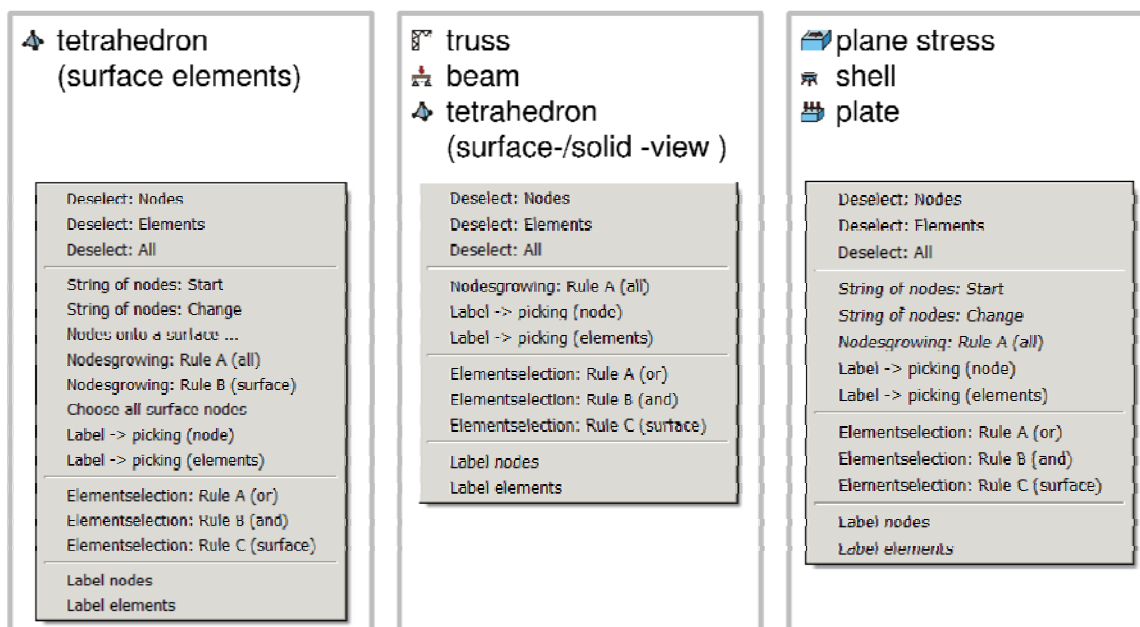 tetrahedron
(surface elements)
Deselect: Nodes
Deselect: Elements
Deselect: All
String of nodes: Start
String of nodes: Change
Nodes onto a surface ...
Nodesgrowing: Rule A (all)
Nodesgrowing: Rule B (surface)
Choose all surface nodes
Label -> picking (node)
Label -> picking (elements)
Elementselection: Rule A (or)
Elementselection: Rule B (and)
Elementselection: Rule C (surface)
Label nodes
Label elements
truss
beam
tetrahedron
(surface-/solid -view )
Deselect: Nodes
Deselect: Elements
Deselect: All
Nodesgrowing: Rule A (all)
Label -> picking (node)
Label -> picking (elements)
Elementselection: Rule A (or)
Elementselection: Rule B (and)
Elementselection: Rule C (surface)
Label nodes
Label elements
plane stress
shell
plate
Deselect: Nodes
Deselect: Elements
Deselect: All
String of nodes: Start
String of nodes: Change
Nodesgrowing: Rule A (all)
Label -> picking (node)
Label -> picking (elements)
Elementselection: Rule A (or)
Elementselection: Rule B (and)
Elementselection: Rule C (surface)
Label nodes
Label elements